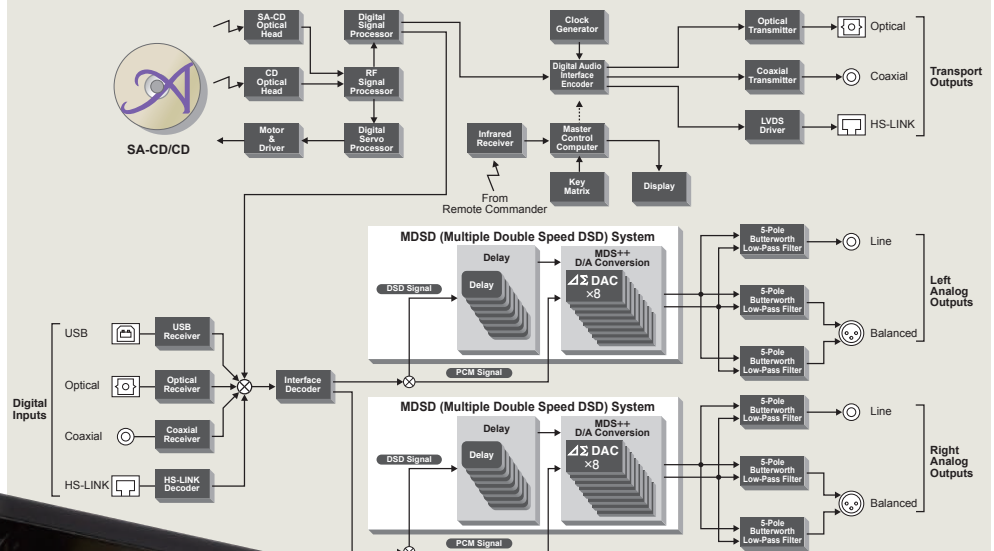 SA-CD
Optical
Head
Digital
Signal
Processor
CD
Optical
Head
RF
Signal
Processor
Motor
&
Driver
Digital
Servo
Processor
SA-CD/CD
Clock
Generator
Digital Audio
Interface
Encoder
Infrared
Receiver
Master
Control
Computer
Key
Matrix
Display
From
Remote Commander
Optical
Transmitter
Optical
Coaxial
Transmitter
Coaxial
LVDS
Driver
HS-LINK
Transport
Outputs
MDSD (Multiple Double Speed DSD) System
Delay
MDS++
D/A Conversion
Delay
ΔΣ DAC
×8
DSD Signal
PCM Signal
5-Pole
Butterworth
Low-Pass Filter
Line
5-Pole
Butterworth
Low-Pass Filter
5-Pole
Butterworth
Low-Pass Filter
Balanced
Left
Analog
Outputs
Digital
Inputs
USB
USB
Receiver
Optical
Optical
Receiver
Coaxial
Coaxial
Receiver
HS-LINK
HS-LINK
Decoder
Interface
Decoder
MDSD (Multiple Double Speed DSD) System
Delay
MDS++
D/A Conversion
Delay
ΔΣ DAC
×8
DSD Signal
PCM Signal
5-Pole
Butterworth
Low-Pass Filter
Line
5-Pole
Butterworth
Low-Pass Filter
5-Pole
Butterworth
Low-Pass Filter
Balanced
Right
Analog
Outputs